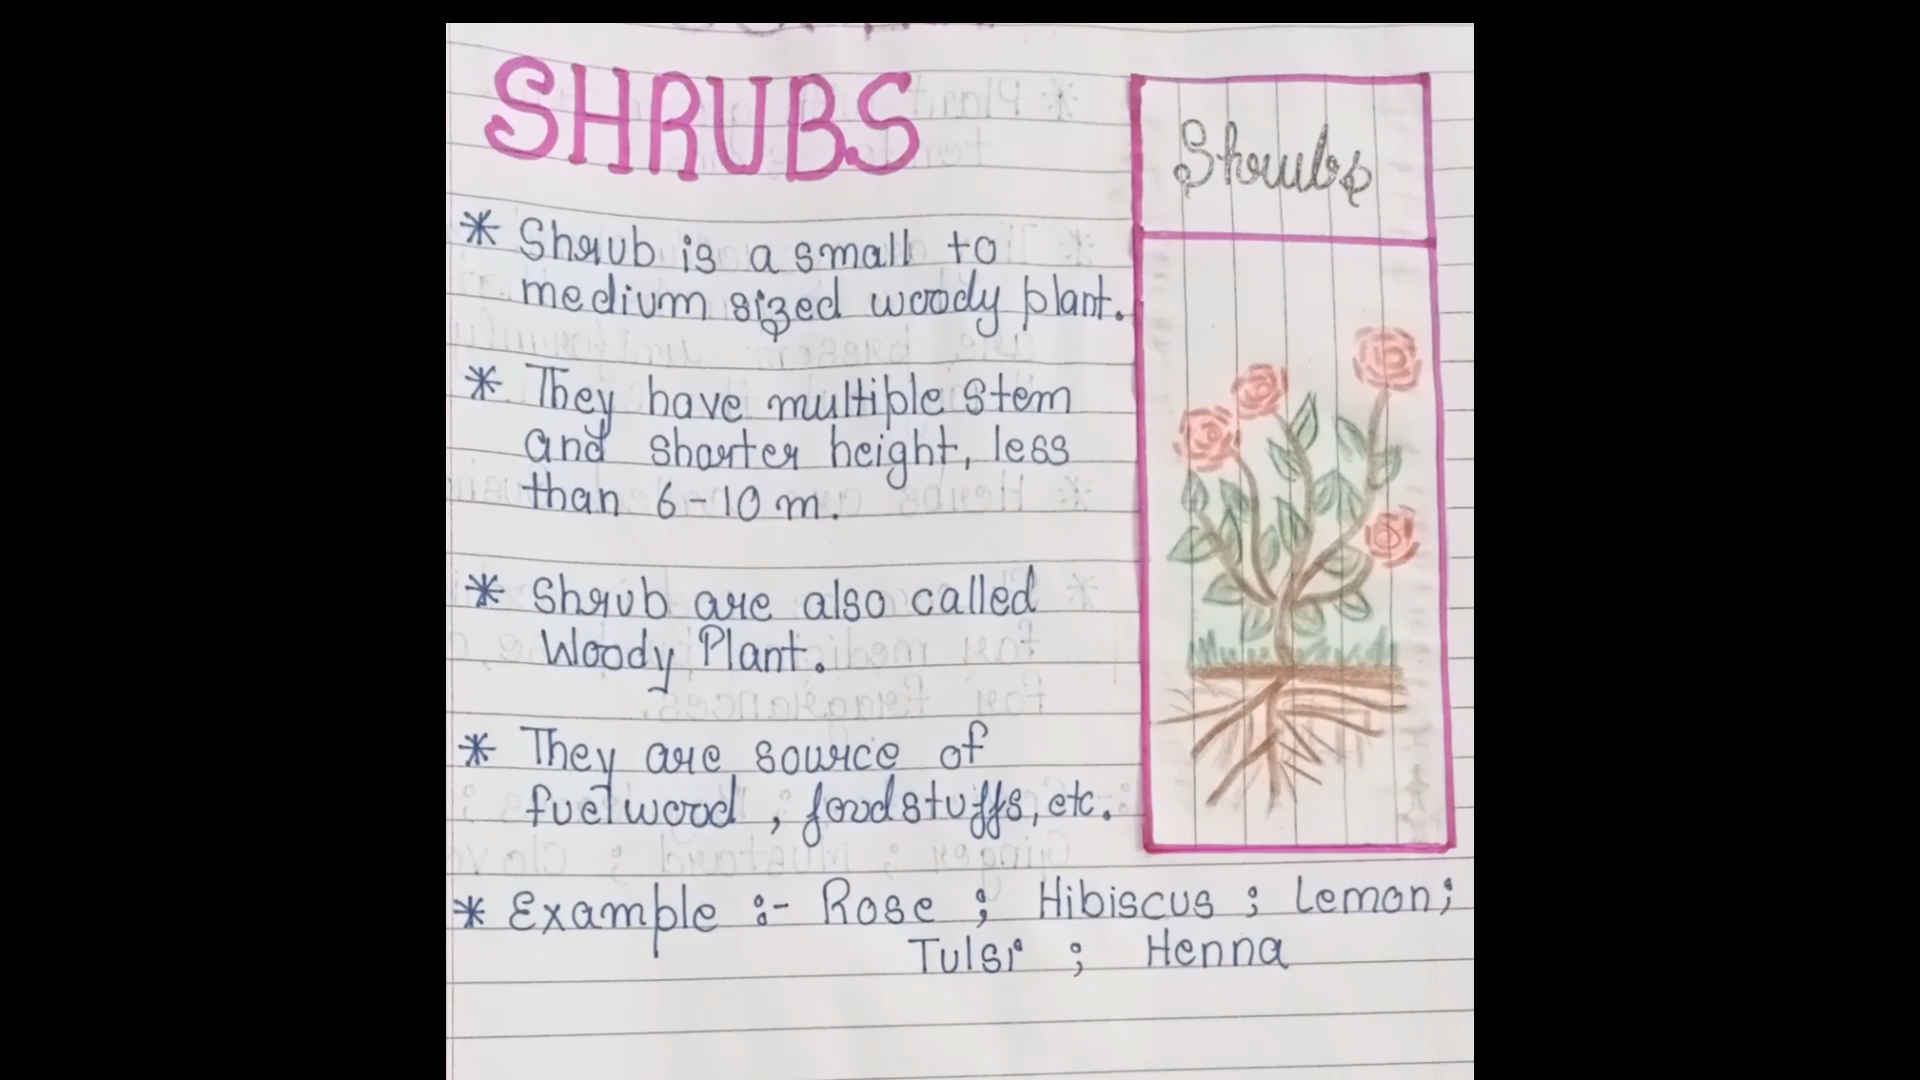 SHRUBS
Shrubs
* Shrub is a small to
medium sized woody plant.
* They have multiple stem
and shorter height, less
than 6-10 m.
* Shrub are also called
Woody Plant.
* They are source of
fuelwood, foodstuffs, etc.
* Example :- Rose ; Hibiscus ; Lemon;
Tulsi ; Henna